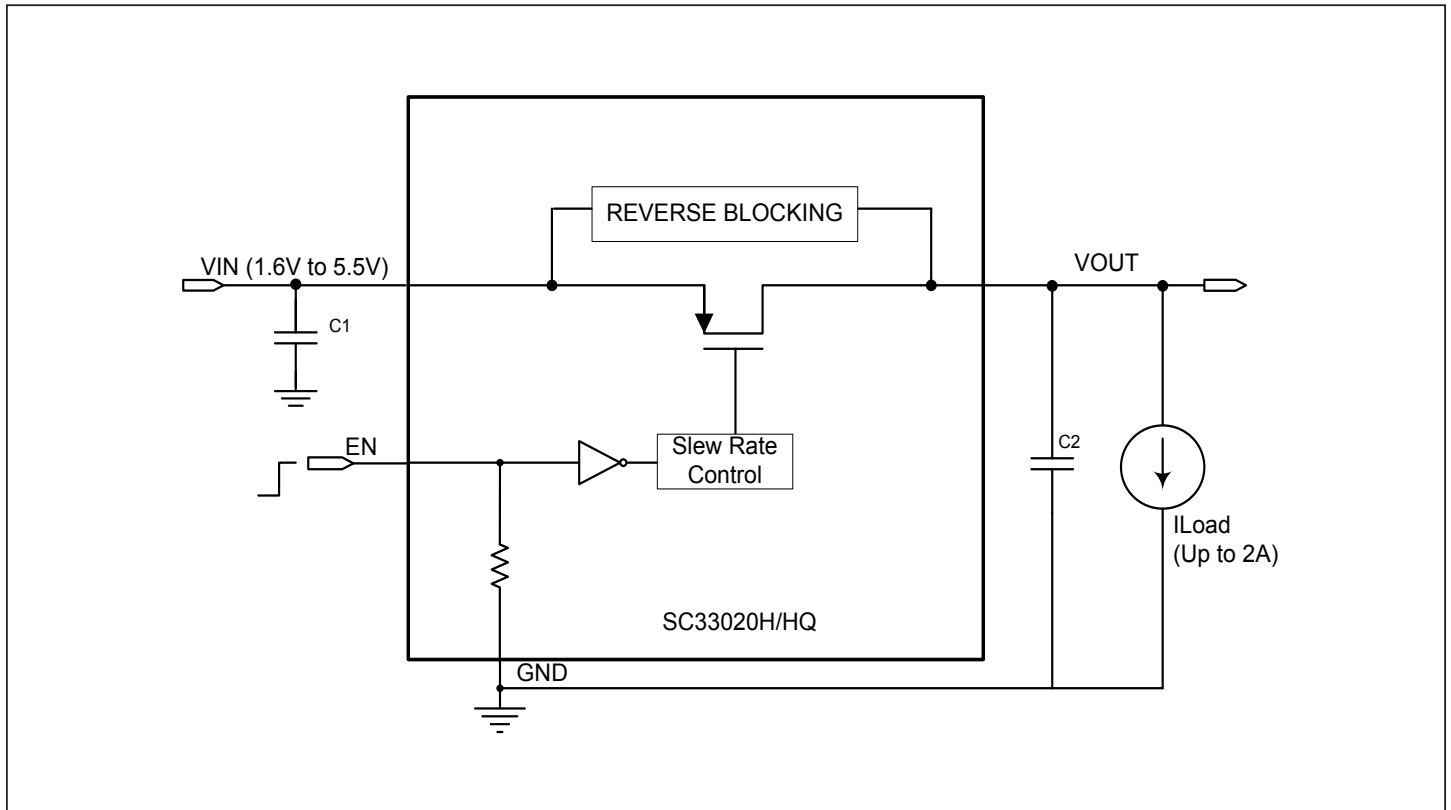 REVERSE BLOCKING
VIN (1.6V to 5.5V)
VOUT
C1
EN
Slew Rate
Control
C2
ILoad
(Up to 2A)
SC33020H/HQ
GND